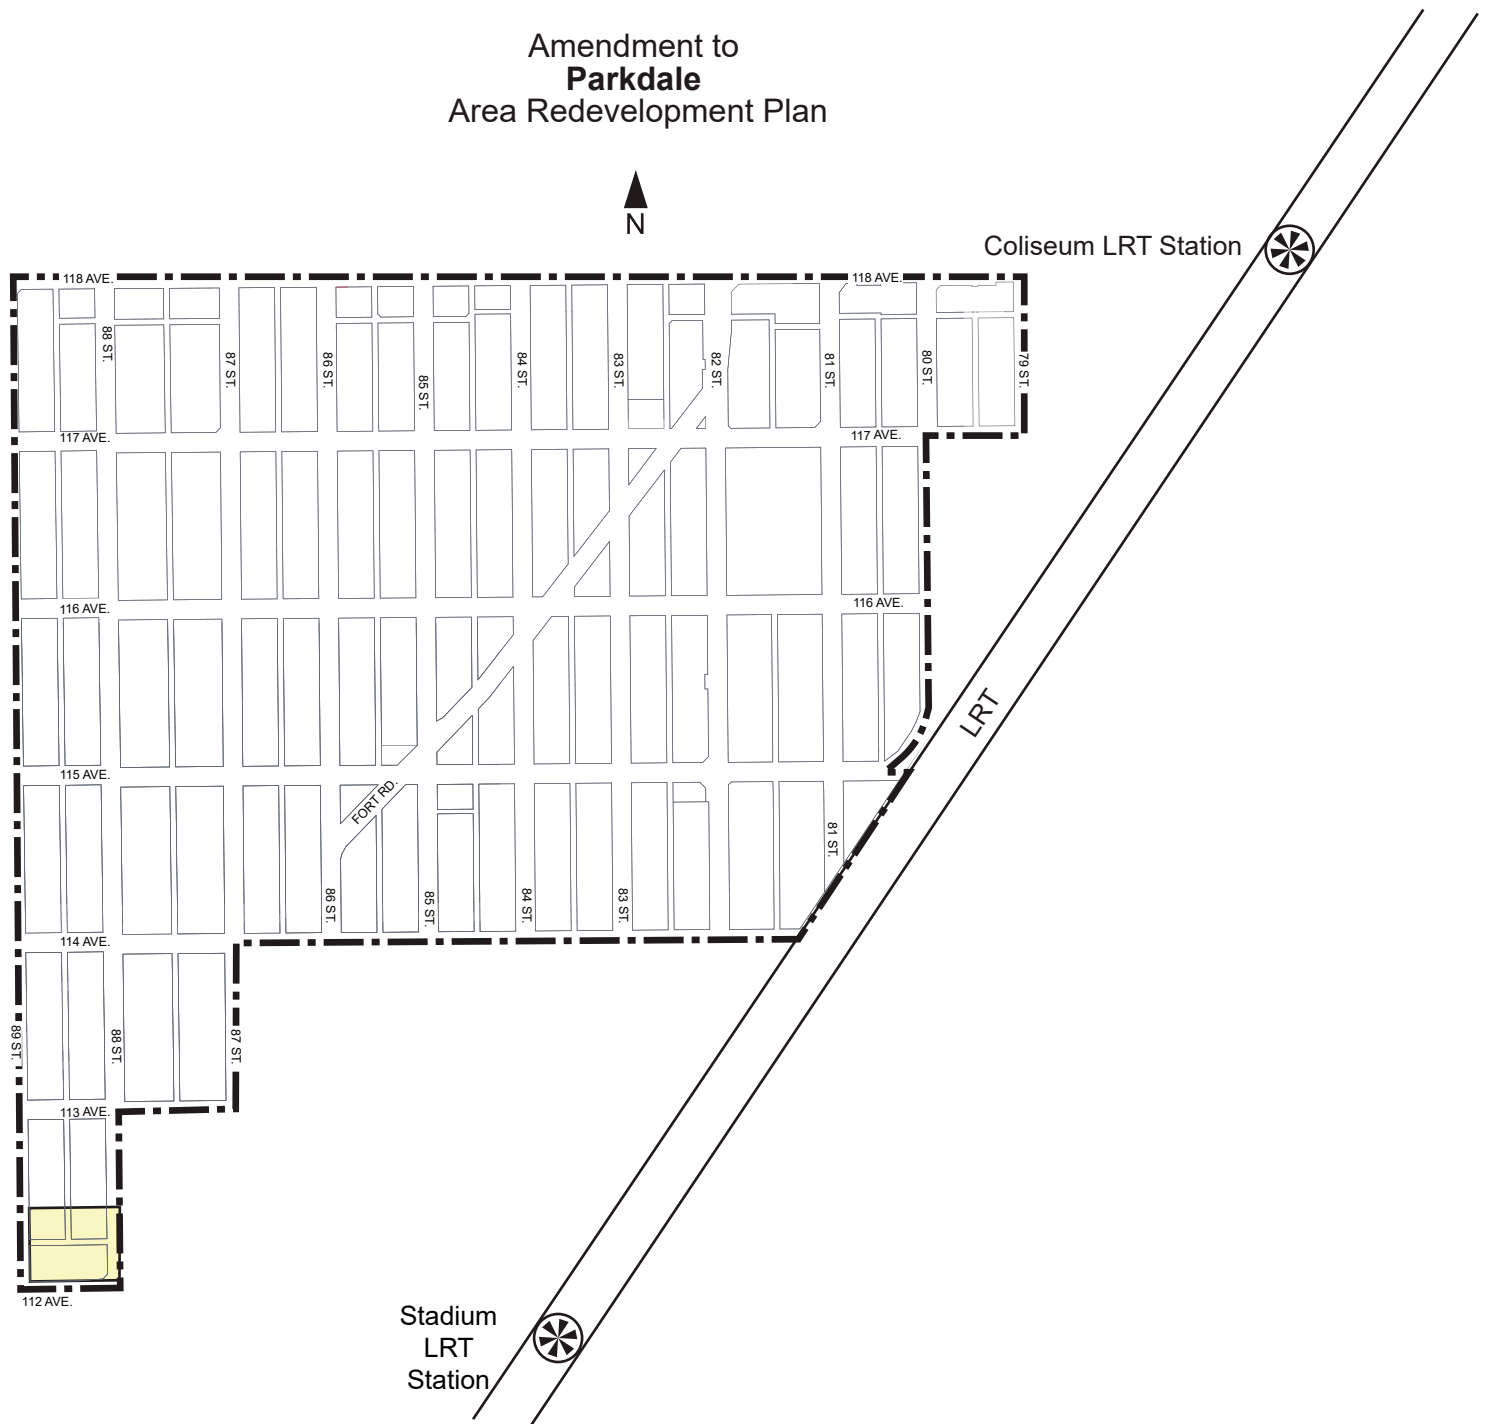 Amendment to
Parkdale
Area Redevelopment Plan
N
Coliseum LRT Station
118 AVE.
118 AVE.
88 ST.
87 ST.
86 ST.
85 ST.
84 ST.
83 ST.
82 ST.
81 ST.
80 ST.
79 ST.
117 AVE.
117 AVE.
116 AVE.
116 AVE.
LRT
115 AVE.
FORT RD.
81 ST.
86 ST.
85 ST.
84 ST.
83 ST.
114 AVE.
89 ST.
88 ST.
87 ST.
113 AVE.
112 AVE.
Stadium
LRT
Station